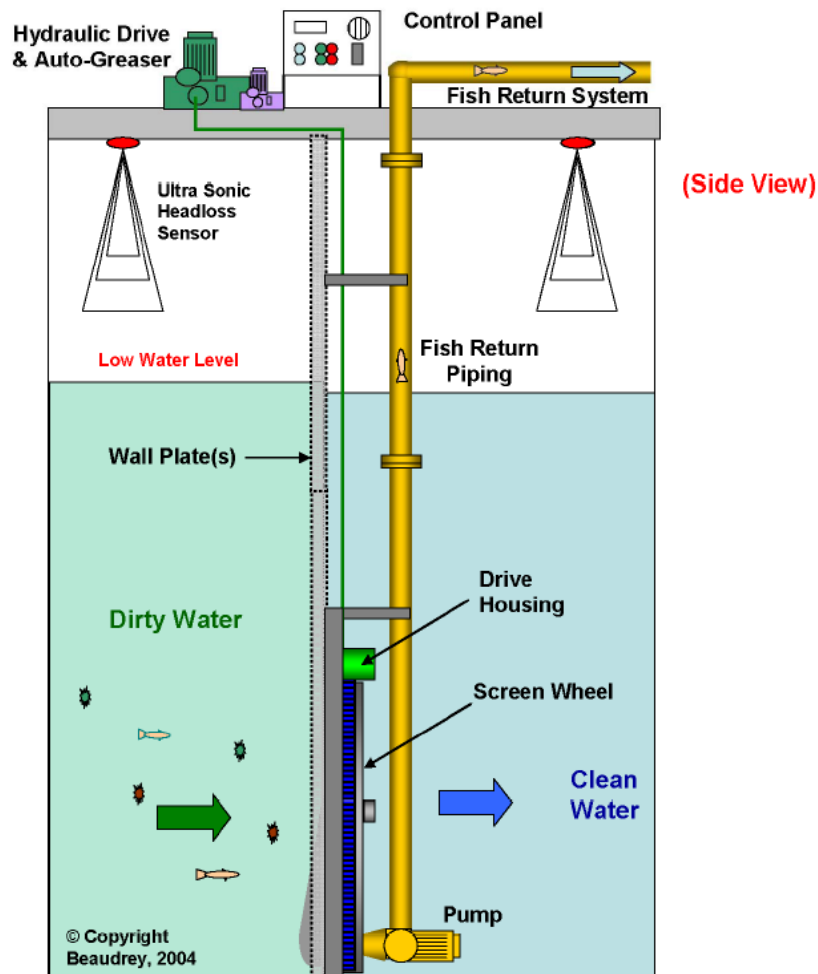 Hydraulic Drive
& Auto-Greaser
Control Panel
Fish Return System
(Side View)
Ultra Sonic
Headloss
Sensor
Low Water Level
Fish Return
Piping
Wall Plate(s)
Drive
Housing
Dirty Water
Screen Wheel
Clean
Water
Pump
© Copyright
Beaudrey, 2004